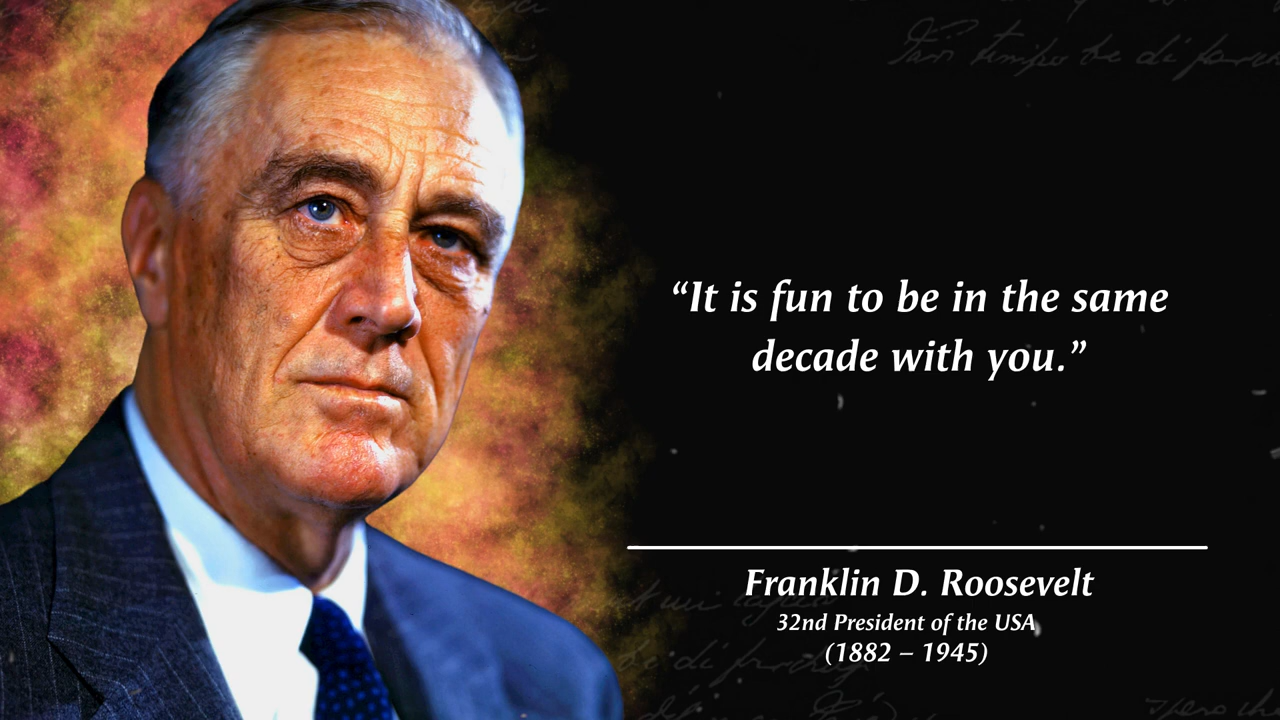 “It is fun to be in the same
decade with you.”
Franklin D. Roosevelt
32nd President of the USA
(1882 – 1945)